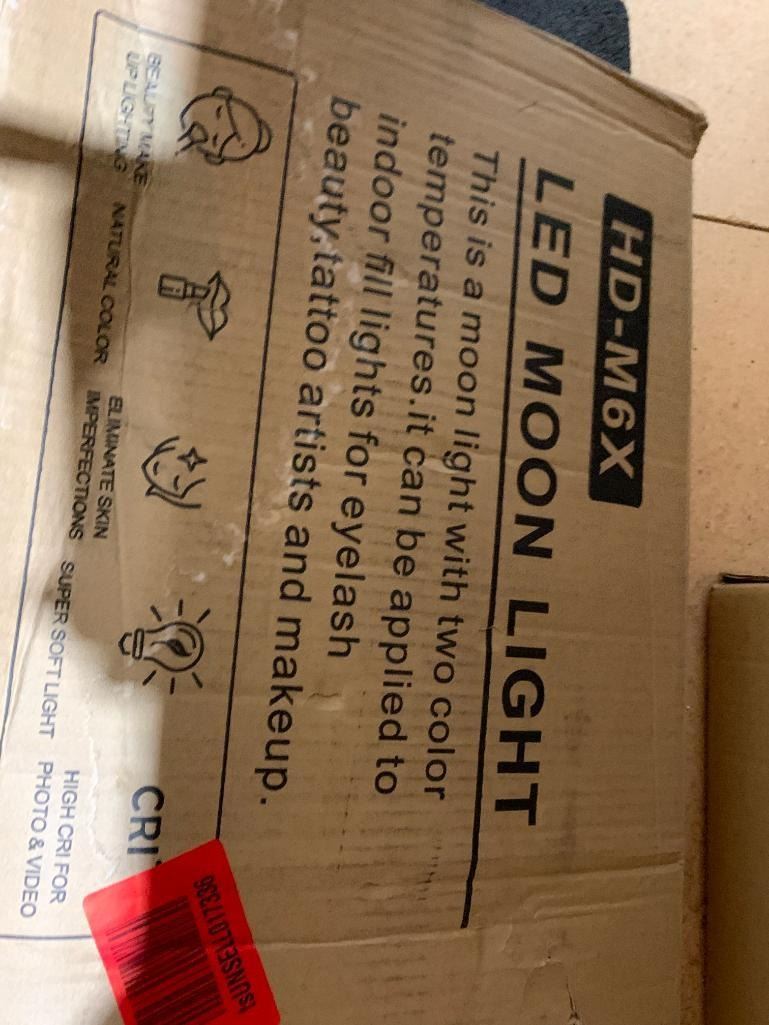 HD-M6X
LED MOON LIGHT
This is a moon light with two color
temperatures.it can be applied to
indoor fill lights for eyelash
beauty,tattoo artists and makeup.
CRI
BEAUTY MAKE
UP LIGHTING
NATURAL COLOR
ELIMINATE SKIN
IMPERFECTIONS
SUPER SOFT LIGHT
HIGH CRI FOR
PHOTO & VIDEO